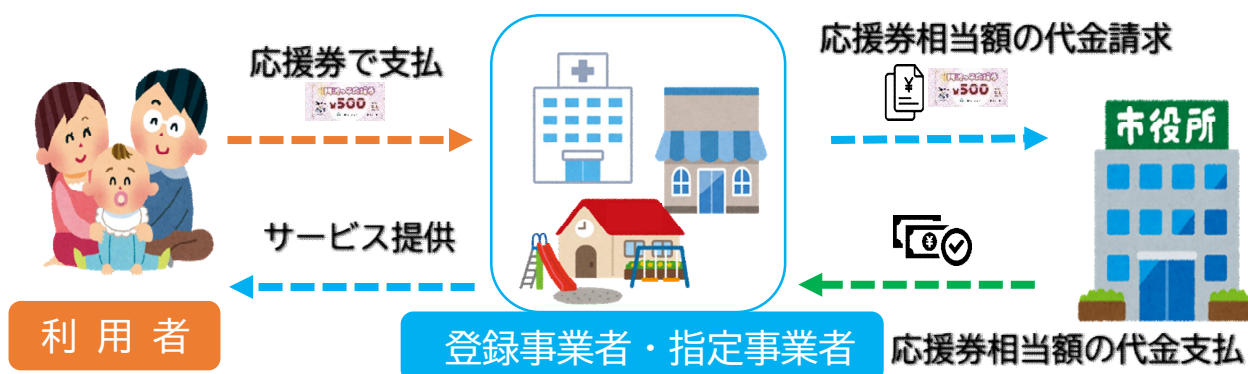 応援券で支払
¥500
サービス提供
利用者
登録事業者・指定事業者
応援券相当額の代金請求
¥
¥500
市役所
¥
応援券相当額の代金支払